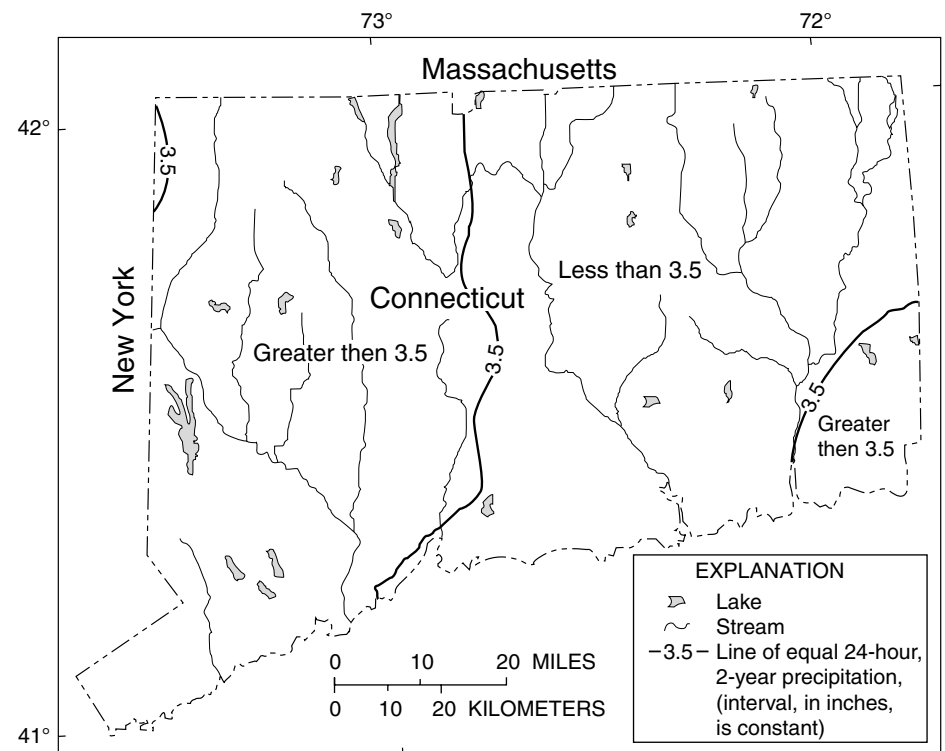 73°
72°
Massachusetts
42°
3.5
New York
Less than 3.5
Connecticut
Greater then 3.5
3.5
3.5
Greater
then 3.5
EXPLANATION
Lake
Stream
–3.5– Line of equal 24-hour,
2-year precipitation,
(interval, in inches,
is constant)
0 10 20 MILES
0 10 20 KILOMETERS
41°